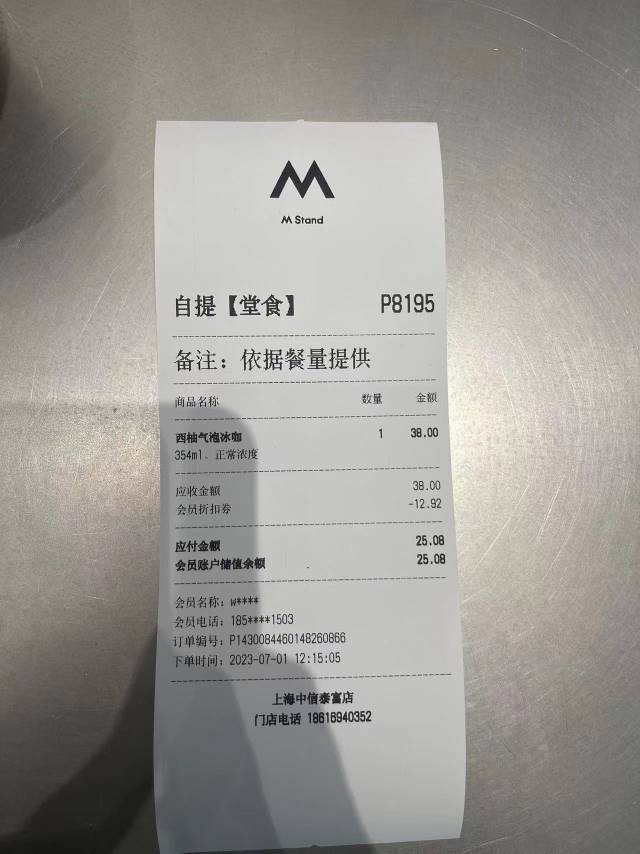 M Stand
自提【堂食】 P8195
备注：依据餐量提供
商品名称 数量 金额
西柚气泡冰咖 1 38.00
354ml、正常浓度
应收金额 38.00
会员折扣券 -12.92
应付金额 25.08
会员账户储值余额 25.08
会员名称：w****
会员电话：185****1503
订单编号：P1430084460148260866
下单时间：2023-07-01 12:15:05
上海中信泰富店
门店电话 18616940352